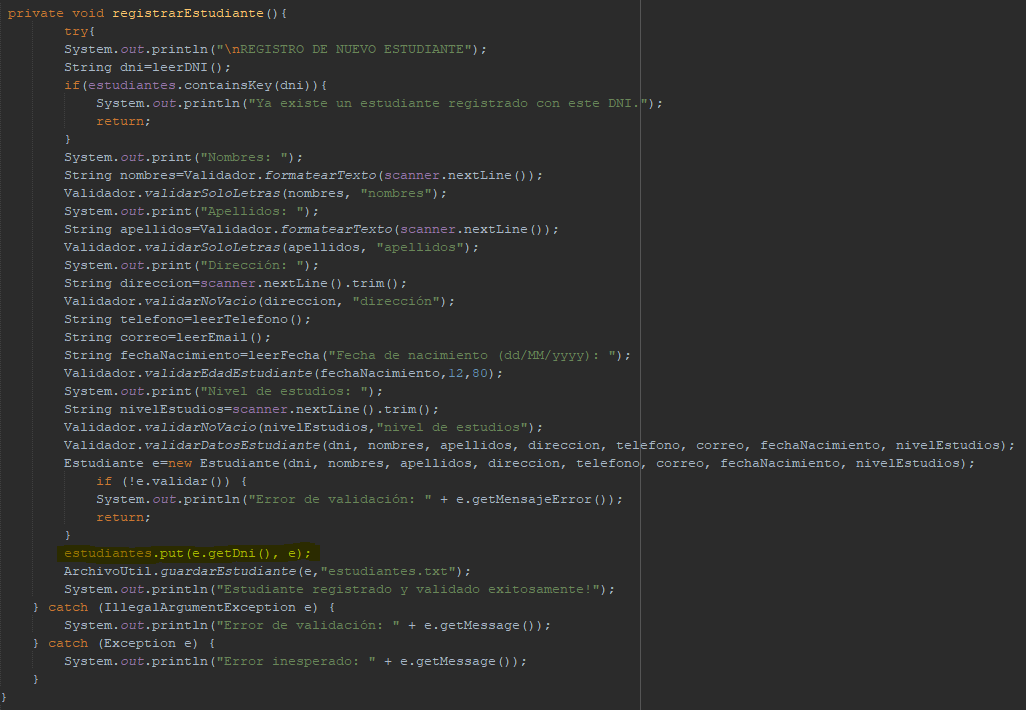 private void registrarEstudiante(){
try{
System.out.println("\nREGISTRO DE NUEVO ESTUDIANTE");
String dni=leerDNI();
if(estudiantes.containsKey(dni)){
System.out.println("Ya existe un estudiante registrado con este DNI.");
return;
}
System.out.print("Nombres: ");
String nombres=Validador.formatearTexto(scanner.nextLine());
Validador.validarSoloLetras(nombres, "nombres");
System.out.print("Apellidos: ");
String apellidos=Validador.formatearTexto(scanner.nextLine());
Validador.validarSoloLetras(apellidos, "apellidos");
System.out.print("Dirección: ");
String direccion=scanner.nextLine().trim();
Validador.validarNoVacio(direccion, "dirección");
String telefono=leerTelefono();
String correo=leerEmail();
String fechaNacimiento=leerFecha("Fecha de nacimiento (dd/MM/yyyy): ");
Validador.validarEdadEstudiante(fechaNacimiento,12,80);
System.out.print("Nivel de estudios: ");
String nivelEstudios=scanner.nextLine().trim();
Validador.validarNoVacio(nivelEstudios,"nivel de estudios");
Validador.validarDatosEstudiante(dni, nombres, apellidos, direccion, telefono, correo, fechaNacimiento, nivelEstudios);
Estudiante e=new Estudiante(dni, nombres, apellidos, direccion, telefono, correo, fechaNacimiento, nivelEstudios);
if (!e.validar()) {
System.out.println("Error de validación: " + e.getMensajeError());
return;
}
estudiantes.put(e.getDni(), e);
ArchivoUtil.guardarEstudiante(e,"estudiantes.txt");
System.out.println("Estudiante registrado y validado exitosamente!");
} catch (IllegalArgumentException e) {
System.out.println("Error de validación: " + e.getMessage());
} catch (Exception e) {
System.out.println("Error inesperado: " + e.getMessage());
}
}